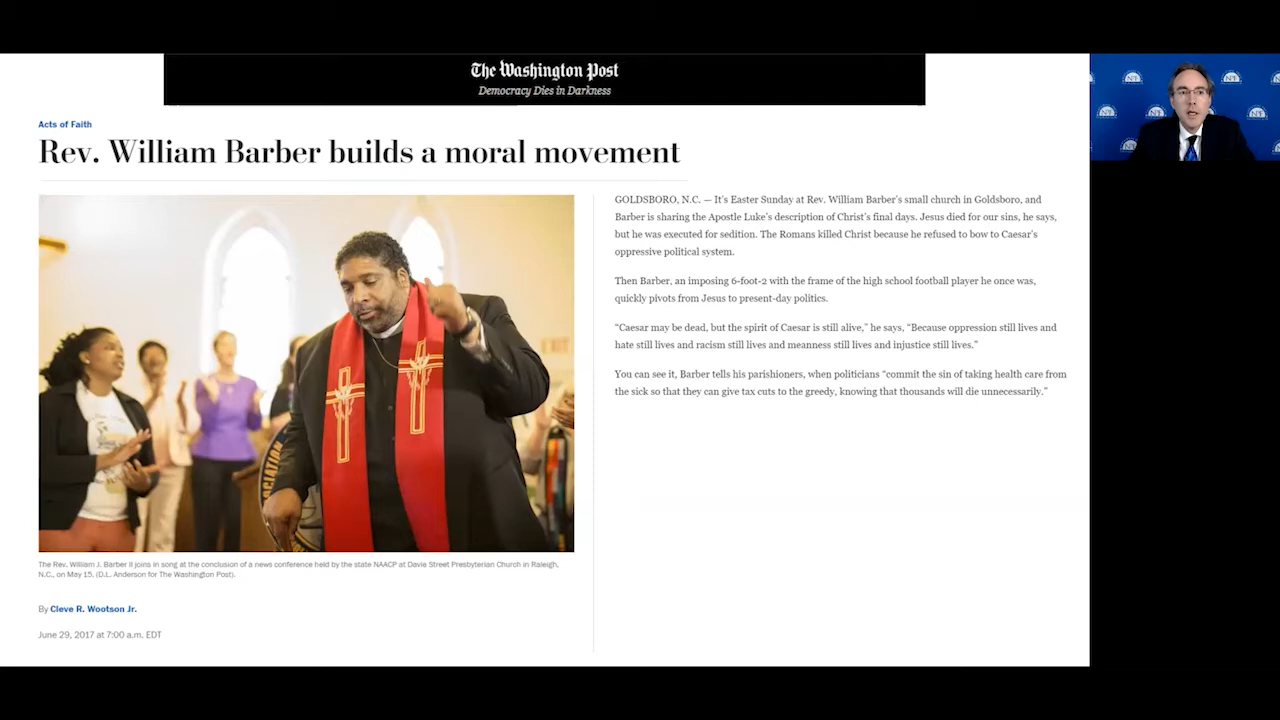 The Washington Post
Democracy Dies in Darkness
Acts of Faith
Rev. William Barber builds a moral movement
GOLDSBORO, N.C. — It's Easter Sunday at Rev. William Barber's small church in Goldsboro, and
Barber is sharing the Apostle Luke's description of Christ's final days. Jesus died for our sins, he says,
but he was executed for sedition. The Romans killed Christ because he refused to bow to Caesar's
oppressive political system.
Then Barber, an imposing 6-foot-2 with the frame of the high school football player he once was,
quickly pivots from Jesus to present-day politics.
“Caesar may be dead, but the spirit of Caesar is still alive,” he says, “Because oppression still lives and
hate still lives and racism still lives and meanness still lives and injustice still lives.”
You can see it, Barber tells his parishioners, when politicians “commit the sin of taking health care from
the sick so that they can give tax cuts to the greedy, knowing that thousands will die unnecessarily.”
The Rev. William J. Barber II joins in song at the conclusion of a news conference held by the state NAACP at Davie Street Presbyterian Church in Raleigh,
N.C., on May 15. (D.L. Anderson for The Washington Post).
By Cleve R. Wootson Jr.
June 29, 2017 at 7:00 a.m. EDT